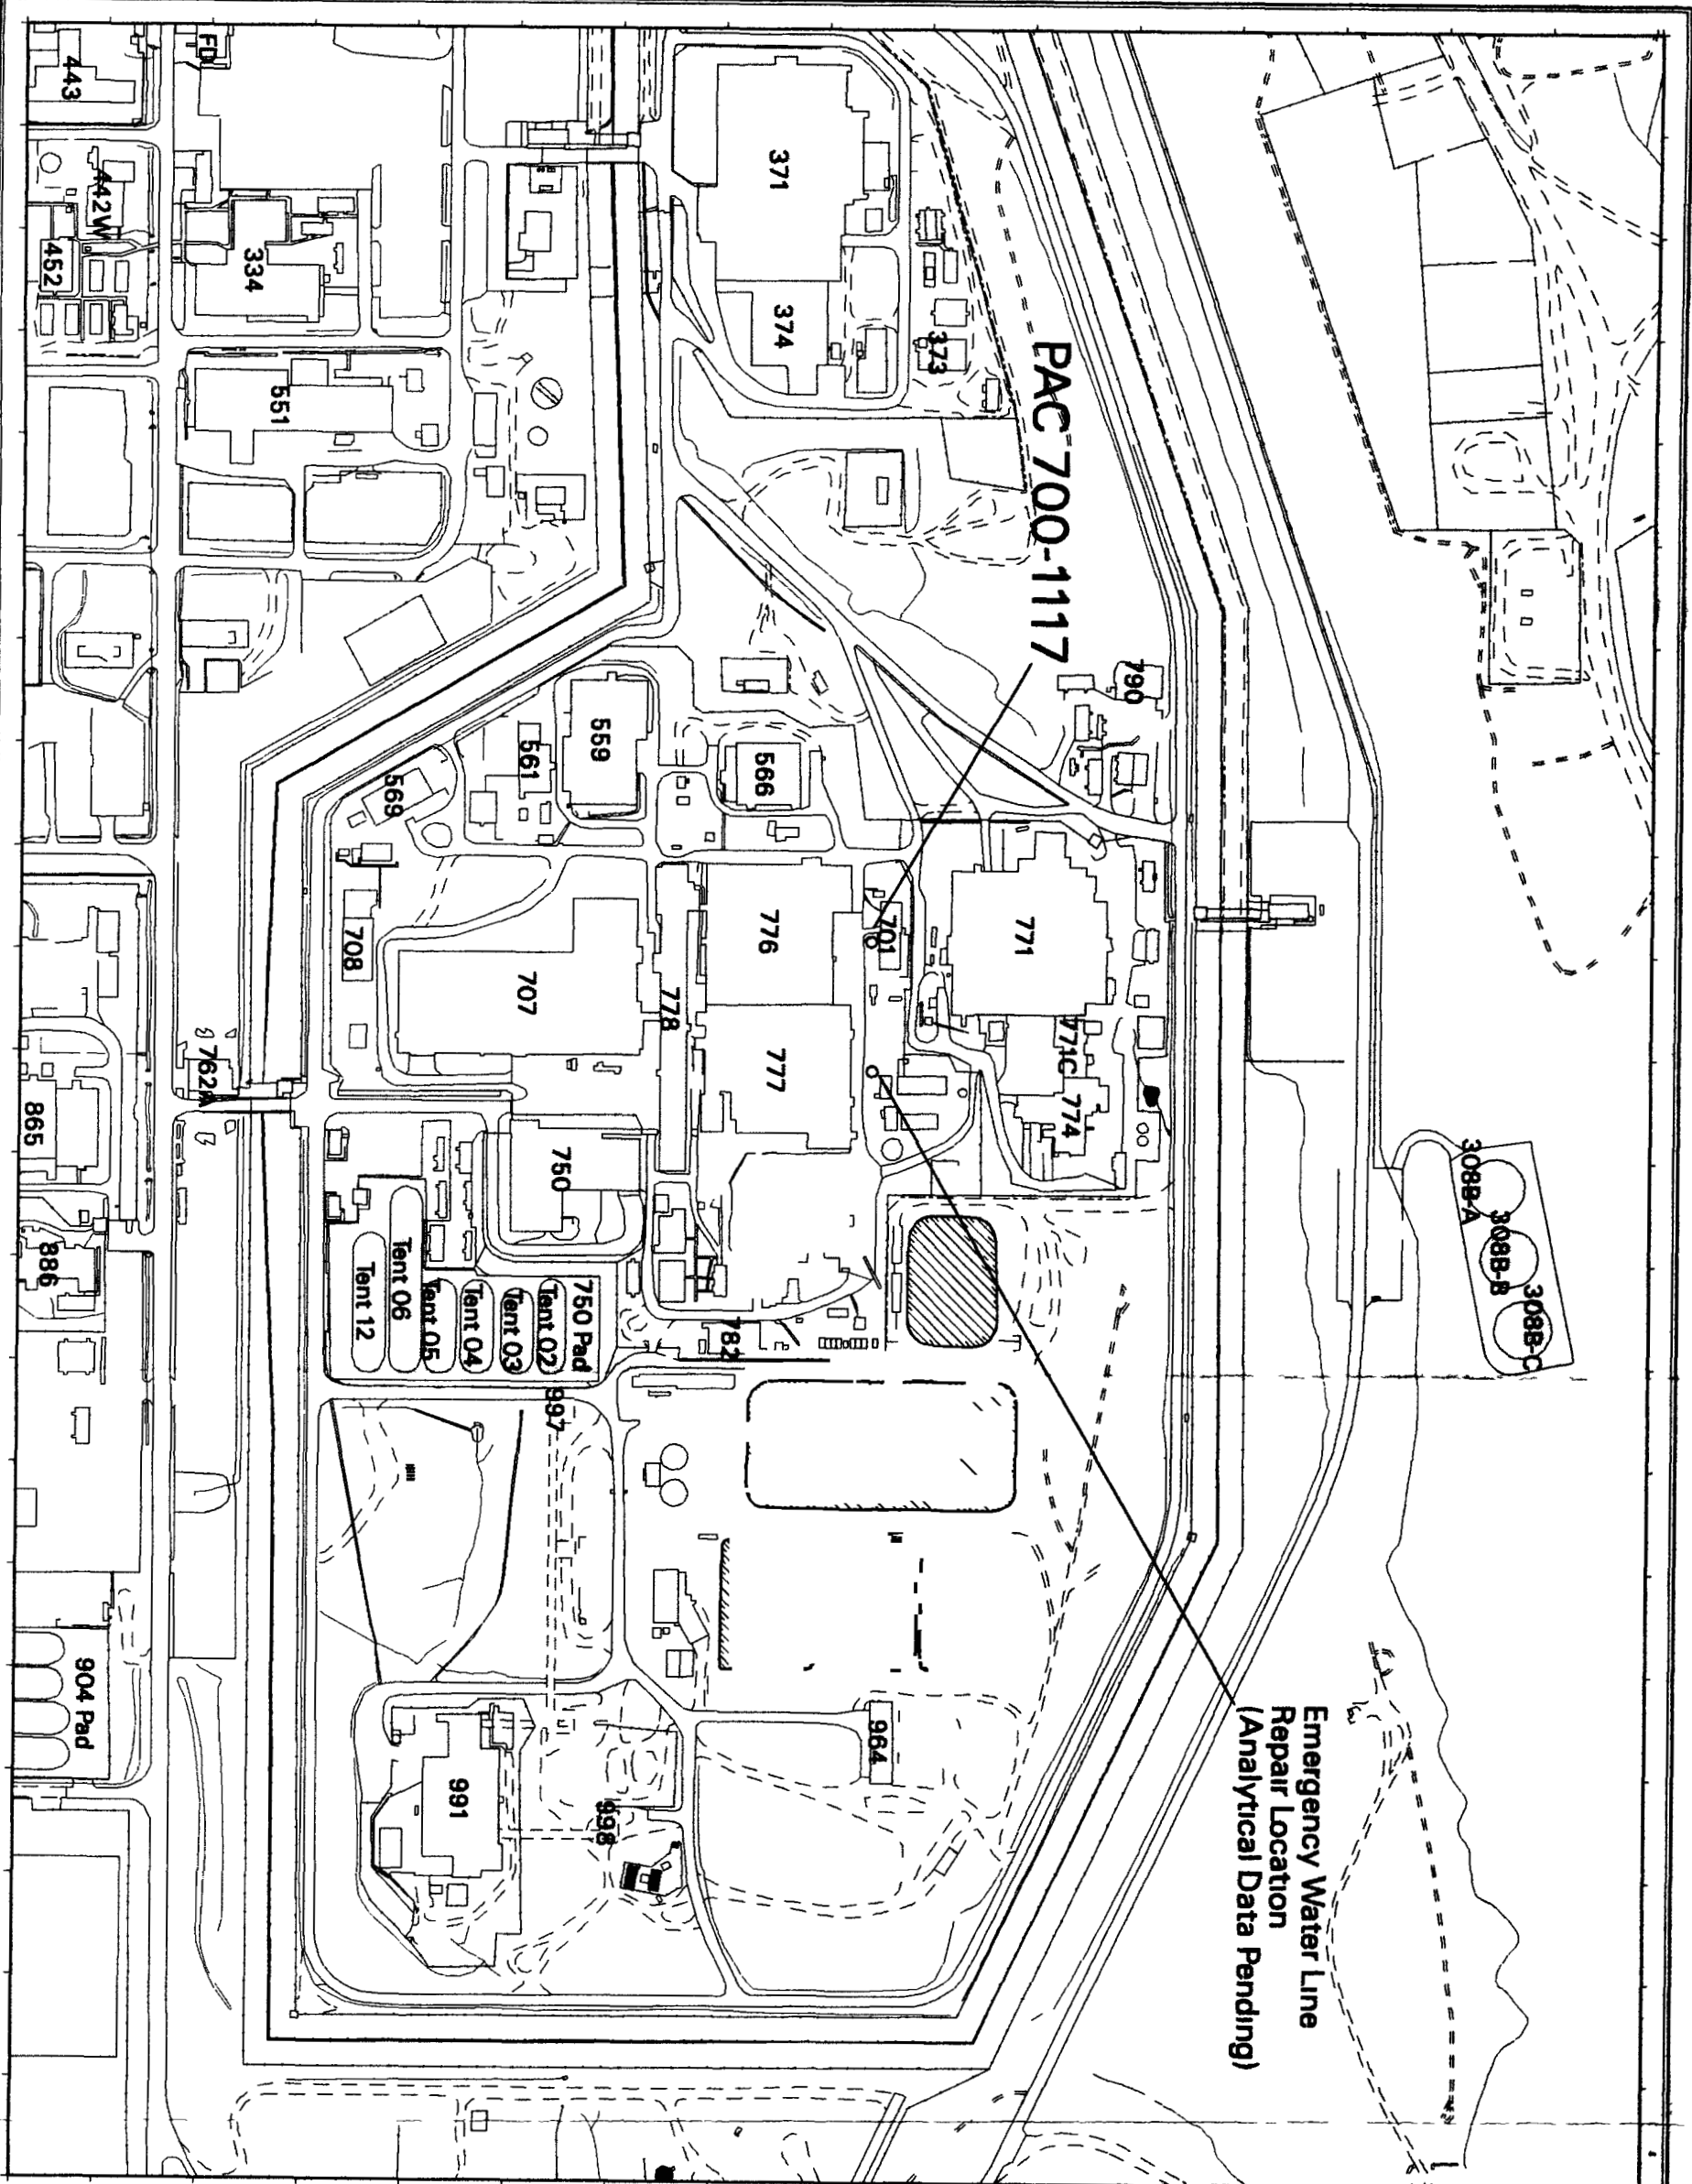 PAC 700-1117
Emergency Water Line
Repair Location
(Analytical Data Pending)
308B-A
308B-B
308B-C
790
371
374
373
771
771C
774
701
776
777
778
566
559
561
569
707
708
750
750 Pad
Tent 02
Tent 03
Tent 04
Tent 05
Tent 06
Tent 12
782
997
964
998
991
FD
443
442W
452
334
551
762A
865
886
904 Pad